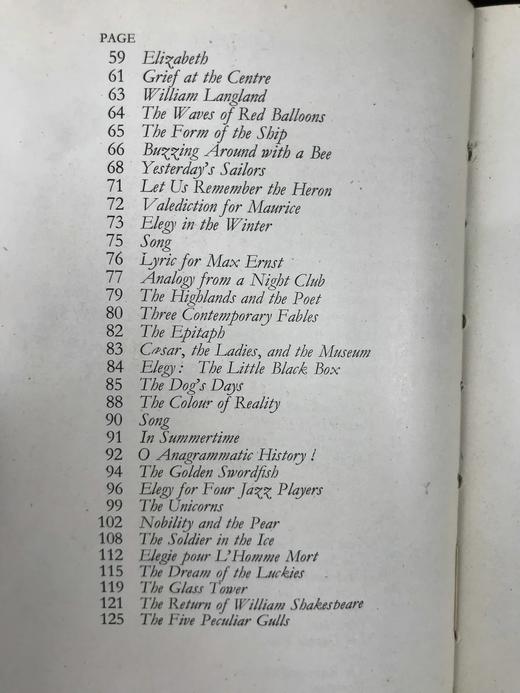 PAGE
59 Elizabeth
61 Grief at the Centre
63 William Langland
64 The Waves of Red Balloons
65 The Form of the Ship
66 Buzzing Around with a Bee
68 Yesterday's Sailors
71 Let Us Remember the Heron
72 Valediction for Maurice
73 Elegy in the Winter
75 Song
76 Lyric for Max Ernst
77 Analogy from a Night Club
79 The Highlands and the Poet
80 Three Contemporary Fables
82 The Epitaph
83 Cæsar, the Ladies, and the Museum
84 Elegy: The Little Black Box
85 The Dog's Days
88 The Colour of Reality
90 Song
91 In Summertime
92 O Anagrammatic History!
94 The Golden Swordfish
96 Elegy for Four Jazz Players
99 The Unicorns
102 Nobility and the Pear
108 The Soldier in the Ice
112 Elegie pour L'Homme Mort
115 The Dream of the Luckies
119 The Glass Tower
121 The Return of William Shakespeare
125 The Five Peculiar Gulls